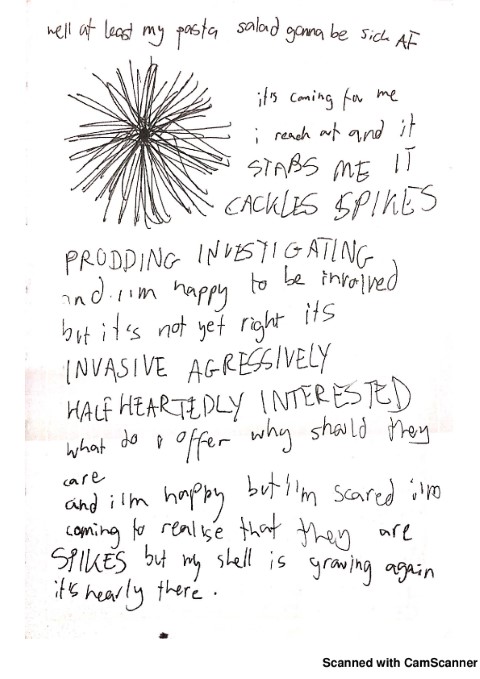 well at least my pasta salad gonna be sick AF
it's coming for me
i reach out and it
STABS ME IT
CACKLES SPIKES
PRODDING INVESTIGATING
and i'm happy to be involved
but it's not yet right its
INVASIVE AGRESSIVELY
HALF HEARTEDLY INTERESTED
what do i offer why should they
care
and i'm happy but i'm scared i'm
coming to realise that they are
SPIKES but my shell is growing again
it's nearly there.
Scanned with CamScanner